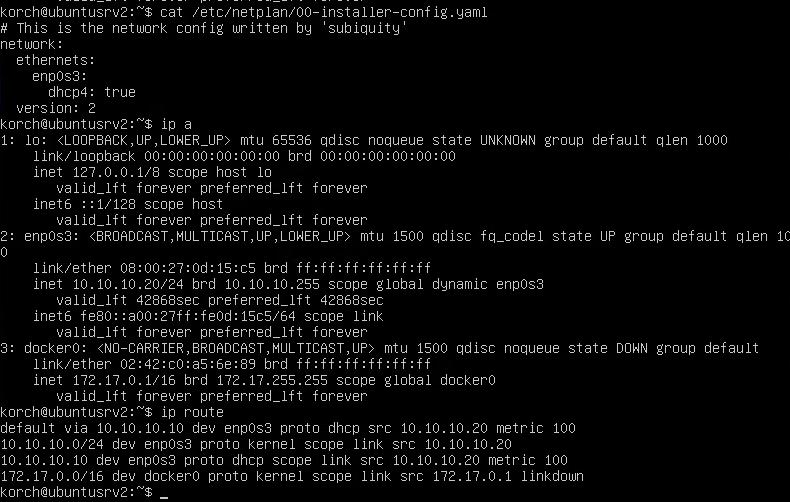 korch@ubuntusrv2:~$ cat /etc/netplan/00-installer-config.yaml
# This is the network config written by 'subiquity'
network:
  ethernets:
    enp0s3:
      dhcp4: true
  version: 2
korch@ubuntusrv2:~$ ip a
1: lo: <LOOPBACK,UP,LOWER_UP> mtu 65536 qdisc noqueue state UNKNOWN group default qlen 1000
    link/loopback 00:00:00:00:00:00 brd 00:00:00:00:00:00
    inet 127.0.0.1/8 scope host lo
       valid_lft forever preferred_lft forever
    inet6 ::1/128 scope host
       valid_lft forever preferred_lft forever
2: enp0s3: <BROADCAST,MULTICAST,UP,LOWER_UP> mtu 1500 qdisc fq_codel state UP group default qlen 100
0
    link/ether 08:00:27:0d:15:c5 brd ff:ff:ff:ff:ff:ff
    inet 10.10.10.20/24 brd 10.10.10.255 scope global dynamic enp0s3
       valid_lft 42868sec preferred_lft 42868sec
    inet6 fe80::a00:27ff:fe0d:15c5/64 scope link
       valid_lft forever preferred_lft forever
3: docker0: <NO-CARRIER,BROADCAST,MULTICAST,UP> mtu 1500 qdisc noqueue state DOWN group default
    link/ether 02:42:c0:a5:6e:89 brd ff:ff:ff:ff:ff:ff
    inet 172.17.0.1/16 brd 172.17.255.255 scope global docker0
       valid_lft forever preferred_lft forever
korch@ubuntusrv2:~$ ip route
default via 10.10.10.10 dev enp0s3 proto dhcp src 10.10.10.20 metric 100
10.10.10.0/24 dev enp0s3 proto kernel scope link src 10.10.10.20
10.10.10.10 dev enp0s3 proto dhcp scope link src 10.10.10.20 metric 100
172.17.0.0/16 dev docker0 proto kernel scope link src 172.17.0.1 linkdown
korch@ubuntusrv2:~$ _